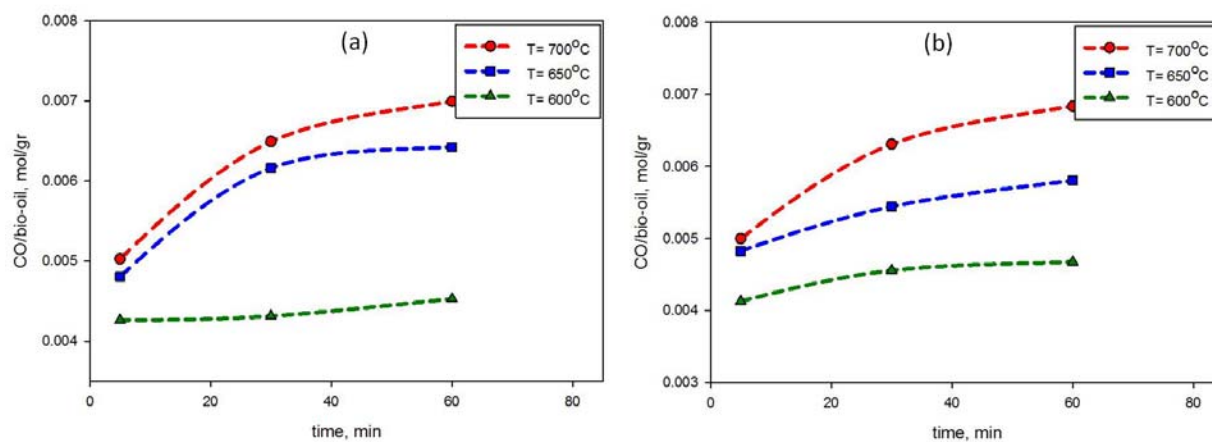 (a)
T= 700°C
T= 650°C
T= 600°C
CO/bio-oil, mol/gr
0.008
0.007
0.006
0.005
0.004
0 20 40 60 80
time, min
(b)
T= 700°C
T= 650°C
T= 600°C
CO/bio-oil, mol/gr
0.008
0.007
0.006
0.005
0.004
0.003
0 20 40 60 80
time, min